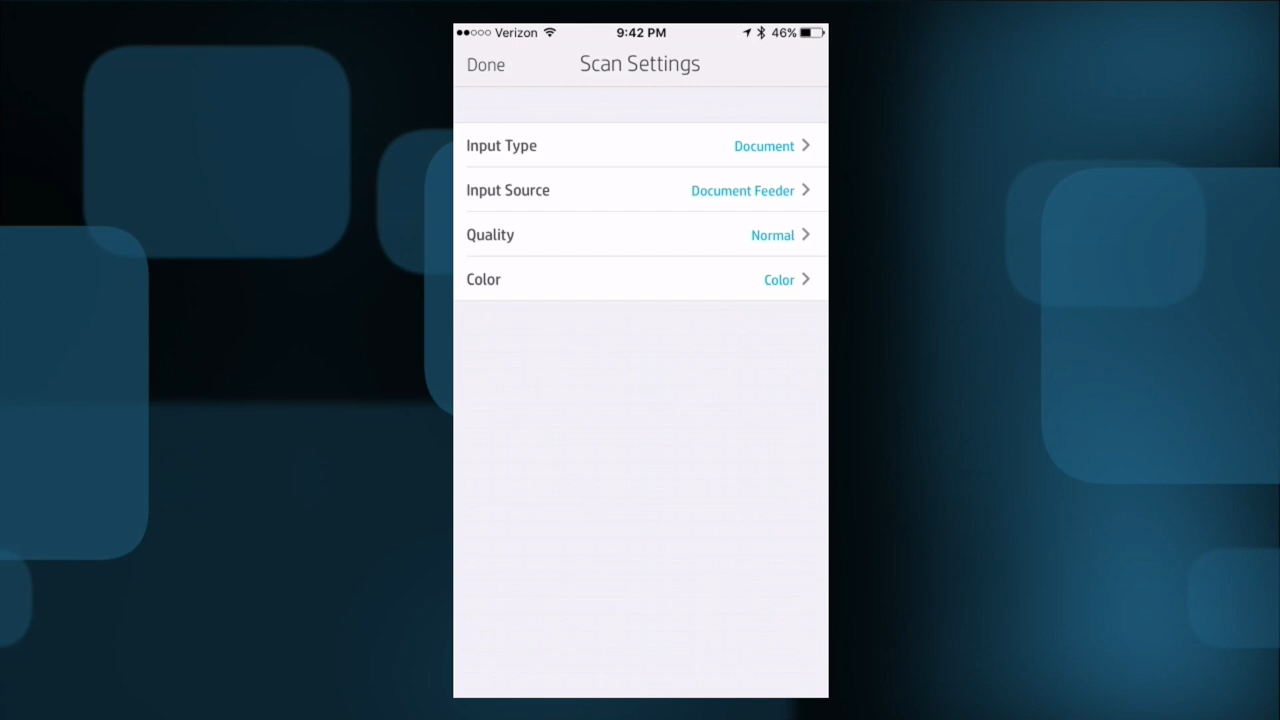 Verizon 9:42 PM 46%
Done Scan Settings
Input Type Document
Input Source Document Feeder
Quality Normal
Color Color